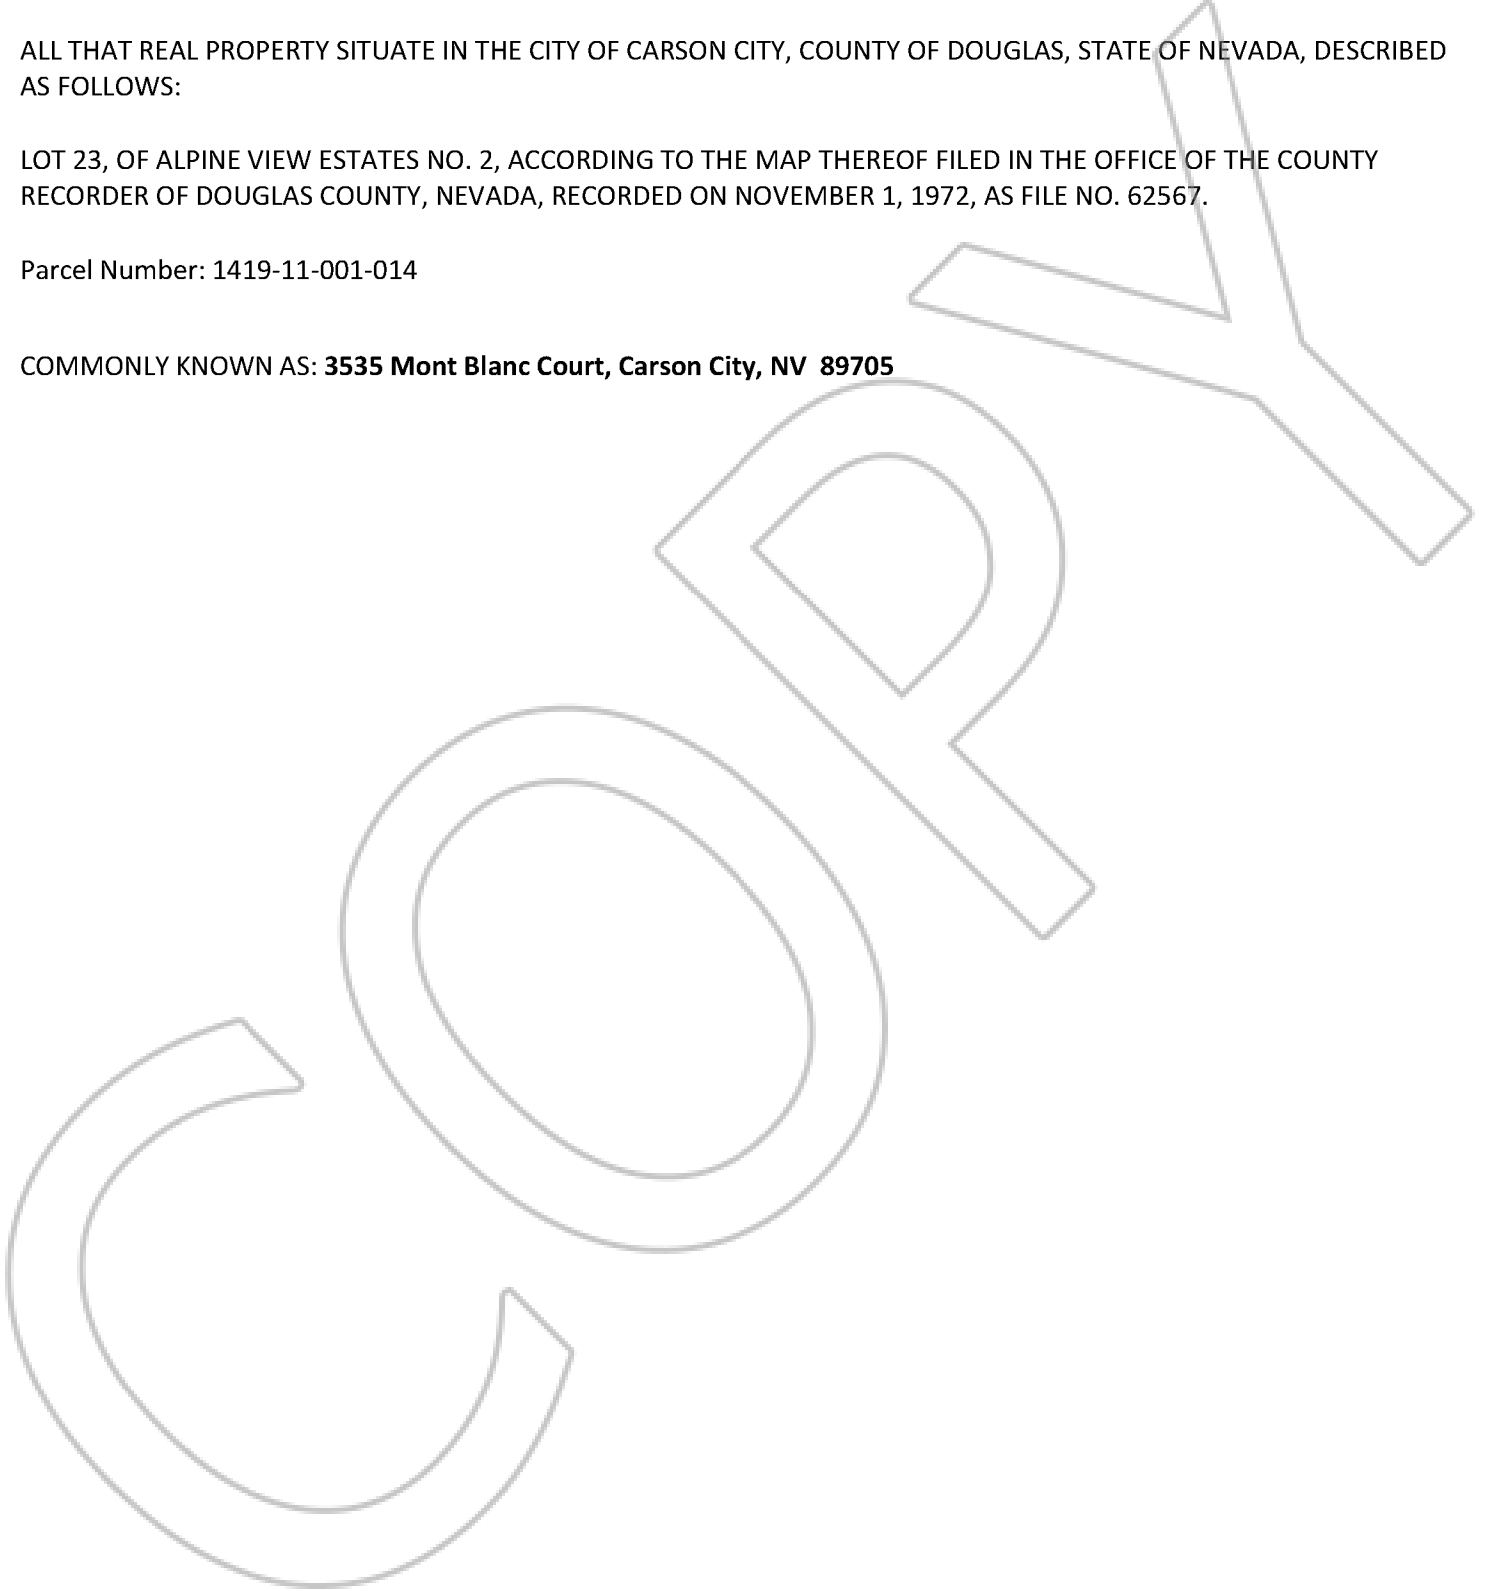 ALL THAT REAL PROPERTY SITUATE IN THE CITY OF CARSON CITY, COUNTY OF DOUGLAS, STATE OF NEVADA, DESCRIBED
AS FOLLOWS:
LOT 23, OF ALPINE VIEW ESTATES NO. 2, ACCORDING TO THE MAP THEREOF FILED IN THE OFFICE OF THE COUNTY
RECORDER OF DOUGLAS COUNTY, NEVADA, RECORDED ON NOVEMBER 1, 1972, AS FILE NO. 62567.
Parcel Number: 1419-11-001-014
COMMONLY KNOWN AS: 3535 Mont Blanc Court, Carson City, NV  89705
COPY